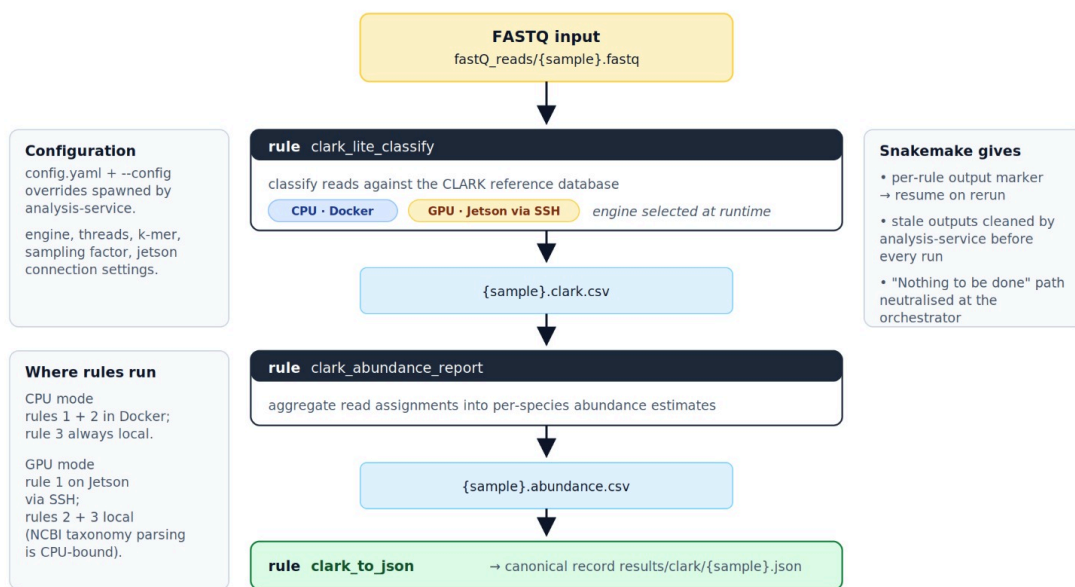 FASTQ input
fastQ_reads/{sample}.fastq
Configuration
config.yaml + --config
overrides spawned by
analysis-service.
engine, threads, k-mer,
sampling factor, jetson
connection settings.
rule clark_lite_classify
classify reads against the CLARK reference database
CPU · Docker GPU · Jetson via SSH engine selected at runtime
Snakemake gives
• per-rule output marker
→ resume on rerun
• stale outputs cleaned by
analysis-service before
every run
• "Nothing to be done" path
neutralised at the
orchestrator
{sample}.clark.csv
Where rules run
CPU mode
rules 1 + 2 in Docker;
rule 3 always local.
GPU mode
rule 1 on Jetson
via SSH;
rules 2 + 3 local
(NCBI taxonomy parsing
is CPU-bound).
rule clark_abundance_report
aggregate read assignments into per-species abundance estimates
{sample}.abundance.csv
rule clark_to_json → canonical record results/clark/{sample}.json